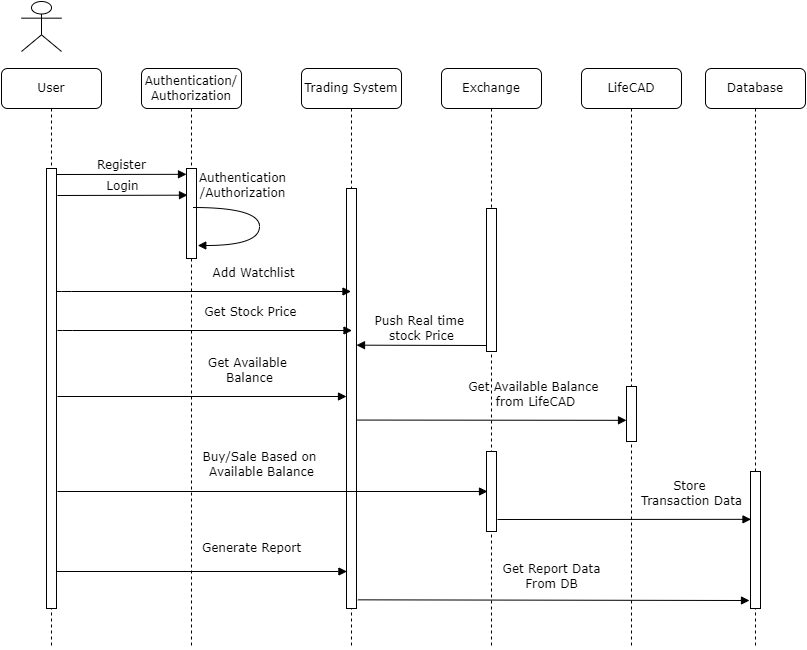 User
Authentication/
Authorization
Trading System
Exchange
LifeCAD
Database
Register
Login
Authentication
/Authorization
Add Watchlist
Get Stock Price
Push Real time
stock Price
Get Available
Balance
Get Available Balance
from LifeCAD
Buy/Sale Based on
Available Balance
Store
Transaction Data
Generate Report
Get Report Data
From DB